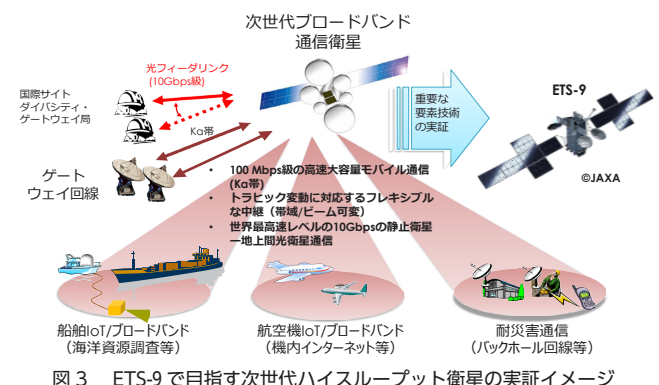 次世代ブロードバンド
通信衛星
光フィーダリンク
(10Gbps級)
国際サイト
ダイバシティ・
ゲートウェイ局
Ka帯
ゲート
ウェイ回線
重要な
要素技術
の実証
ETS-9
©JAXA
• 100 Mbps級の高速大容量モバイル通信
(Ka帯)
• トラヒック変動に対応するフレキシブル
な中継（帯域/ビーム可変）
• 世界最高速レベルの10Gbpsの静止衛星
ー地上間光衛星通信
船舶IoT/ブロードバンド
（海洋資源調査等）
航空機IoT/ブロードバンド
（機内インターネット等）
耐災害通信
（バックホール回線等）
図３　ETS-9 で目指す次世代ハイスループット衛星の実証イメージ